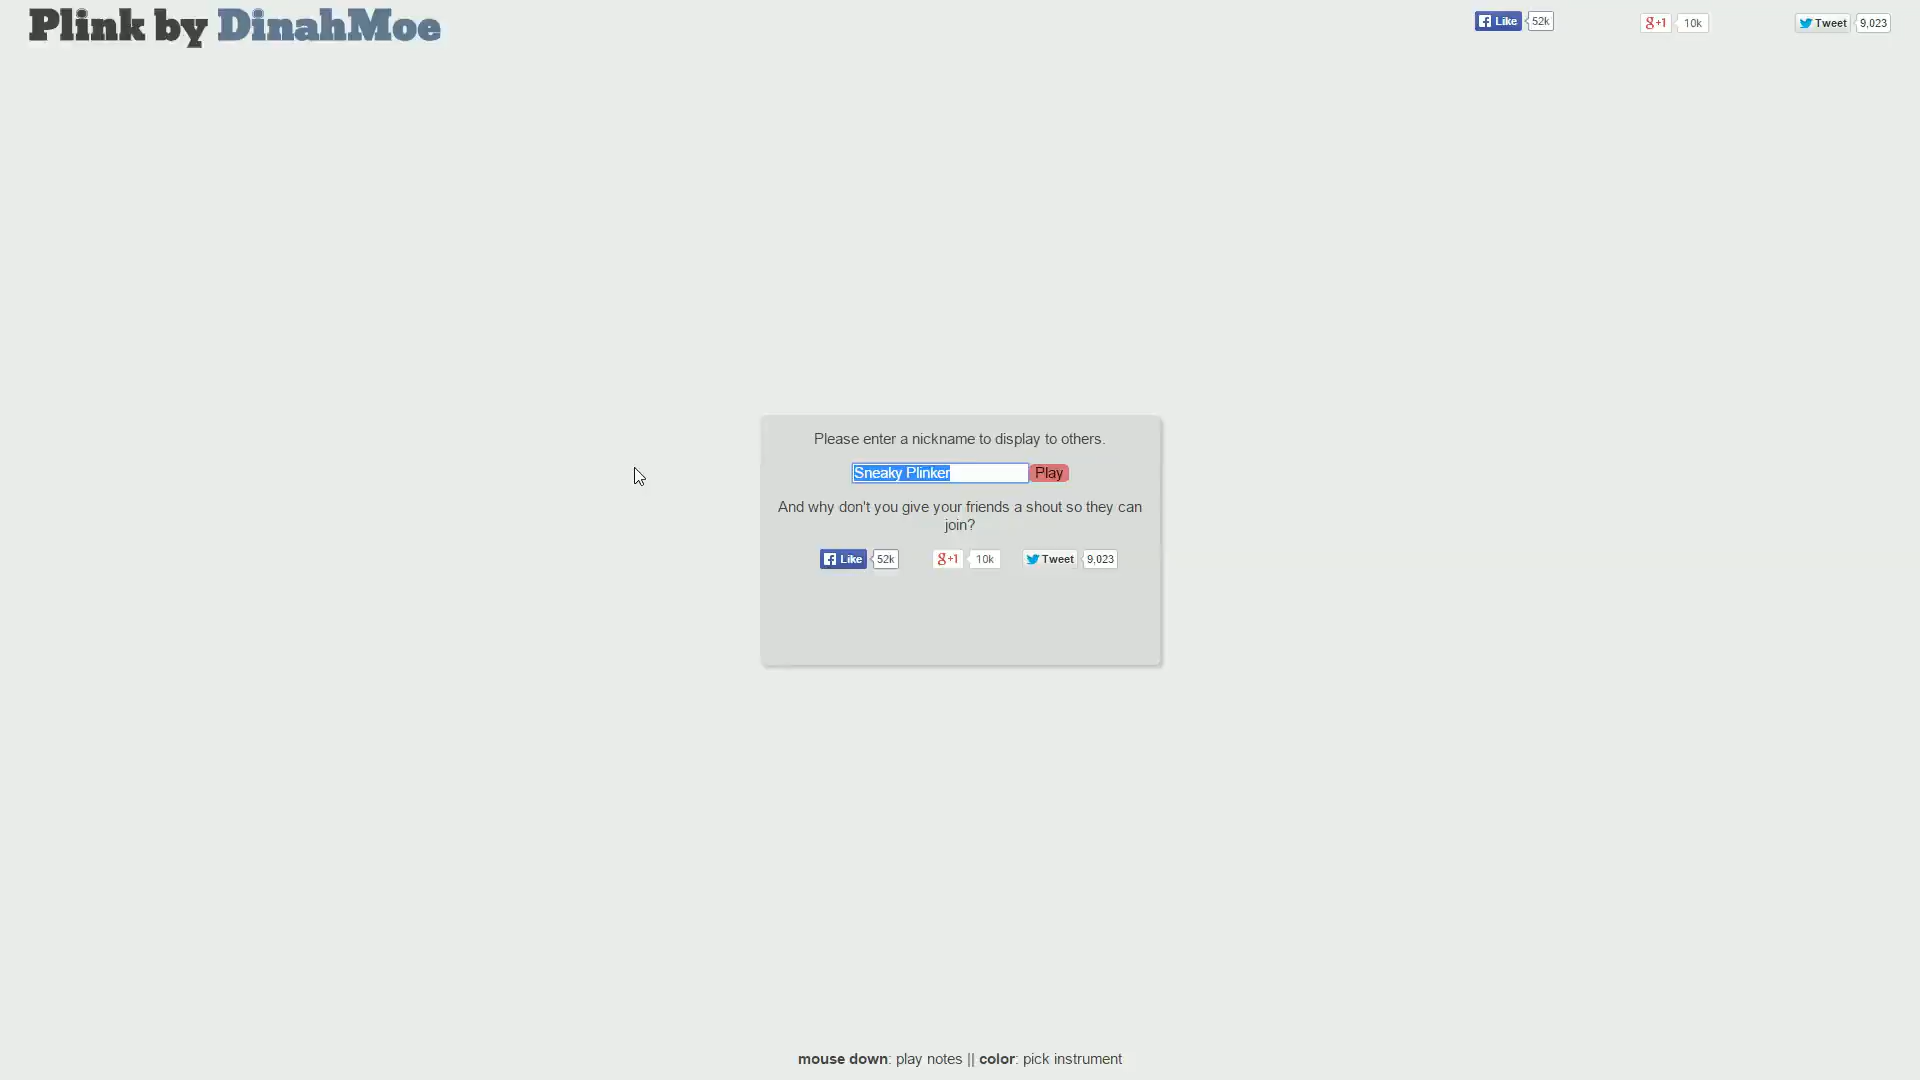 Plink by DinahMoe
Like 52k
g+1 10k
Tweet 9,023
Please enter a nickname to display to others.
Sneaky Plinker Play
And why don't you give your friends a shout so they can
join?
Like 52k g+1 10k Tweet 9,023
mouse down: play notes || color: pick instrument